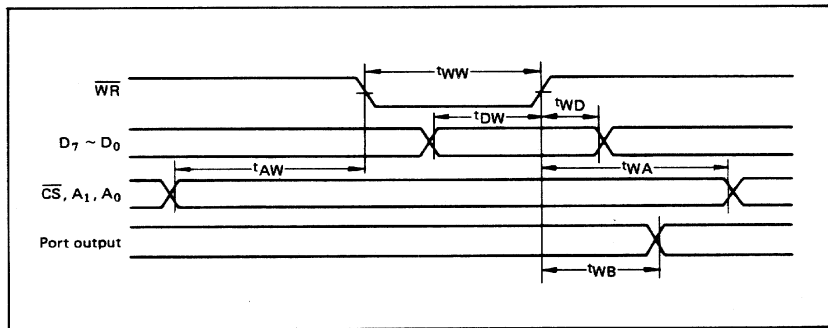 tWW
WR
tWD
tDW
D7 ~ D0
tAW
tWA
CS, A1, A0
Port output
tWB